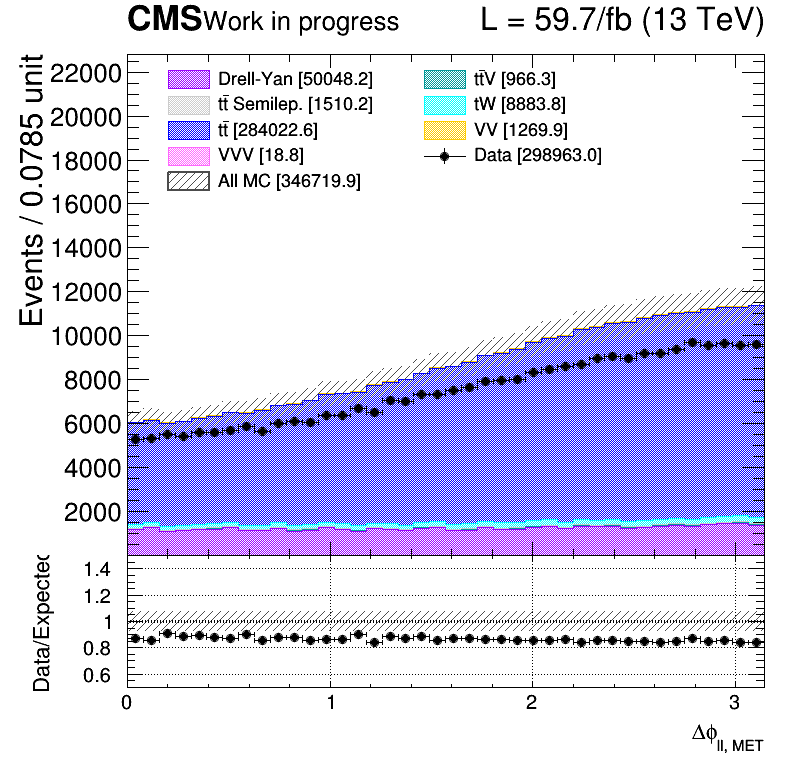 CMS Work in progress L = 59.7/fb (13 TeV)
Events / 0.0785 unit
22000
20000
18000
16000
14000
12000
10000
8000
6000
4000
2000
Drell-Yan [50048.2]
tt̄ Semilep. [1510.2]
tt̄ [284022.6]
VVV [18.8]
All MC [346719.9]
tt̄V [966.3]
tW [8883.8]
VV [1269.9]
Data [298963.0]
Data/Expected
1.4
1.2
1
0.8
0.6
0 1 2 3
Δϕll, MET